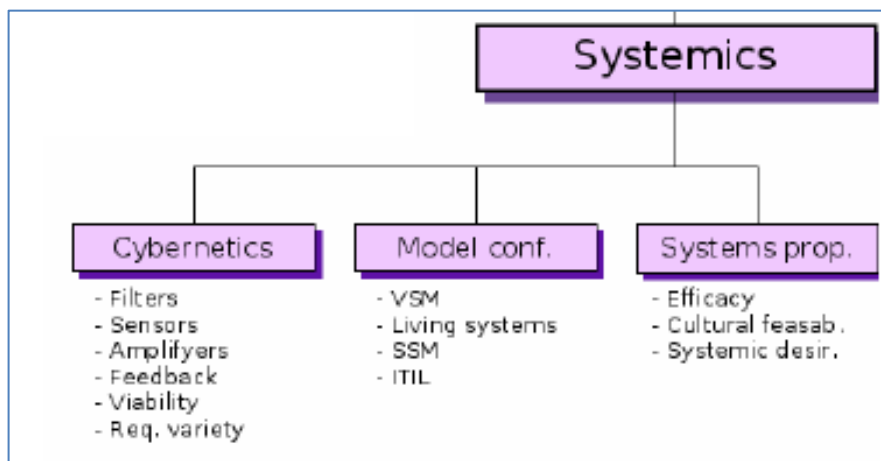 Systemics
Cybernetics
- Filters
- Sensors
- Amplifyers
- Feedback
- Viability
- Req. variety
Model conf.
- VSM
- Living systems
- SSM
- ITIL
Systems prop.
- Efficacy
- Cultural feasab.
- Systemic desir.